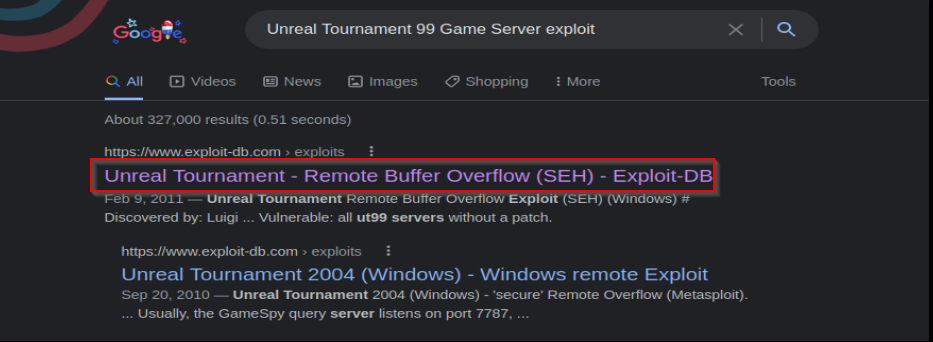 Google
Unreal Tournament 99 Game Server exploit
All Videos News Images Shopping More Tools
About 327,000 results (0.51 seconds)
https://www.exploit-db.com › exploits
Unreal Tournament - Remote Buffer Overflow (SEH) - Exploit-DB
Feb 9, 2011 — Unreal Tournament Remote Buffer Overflow Exploit (SEH) (Windows) #
Discovered by: Luigi ... Vulnerable: all ut99 servers without a patch.
https://www.exploit-db.com › exploits
Unreal Tournament 2004 (Windows) - Windows remote Exploit
Sep 20, 2010 — Unreal Tournament 2004 (Windows) - 'secure' Remote Overflow (Metasploit).
... Usually, the GameSpy query server listens on port 7787, ...